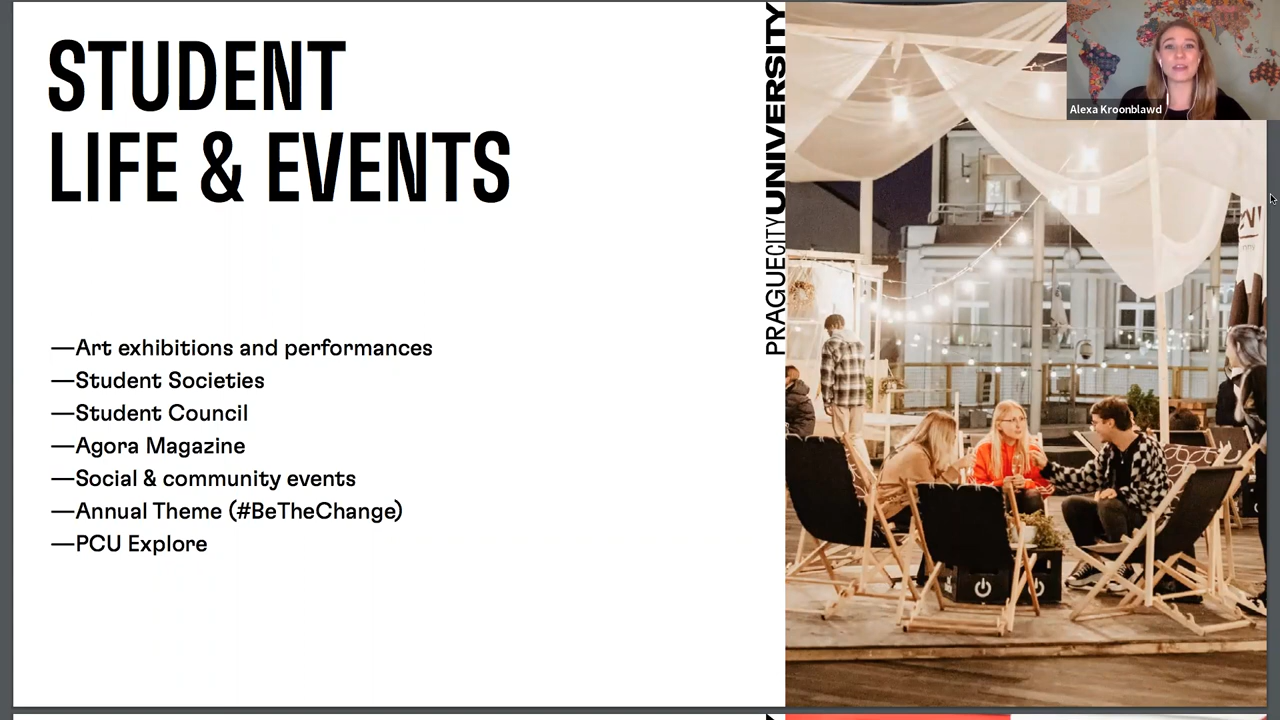 STUDENT
LIFE & EVENTS
—Art exhibitions and performances
—Student Societies
—Student Council
—Agora Magazine
—Social & community events
—Annual Theme (#BeTheChange)
—PCU Explore
PRAGUECITYUNIVERSITY
Alexa Kroonblawd